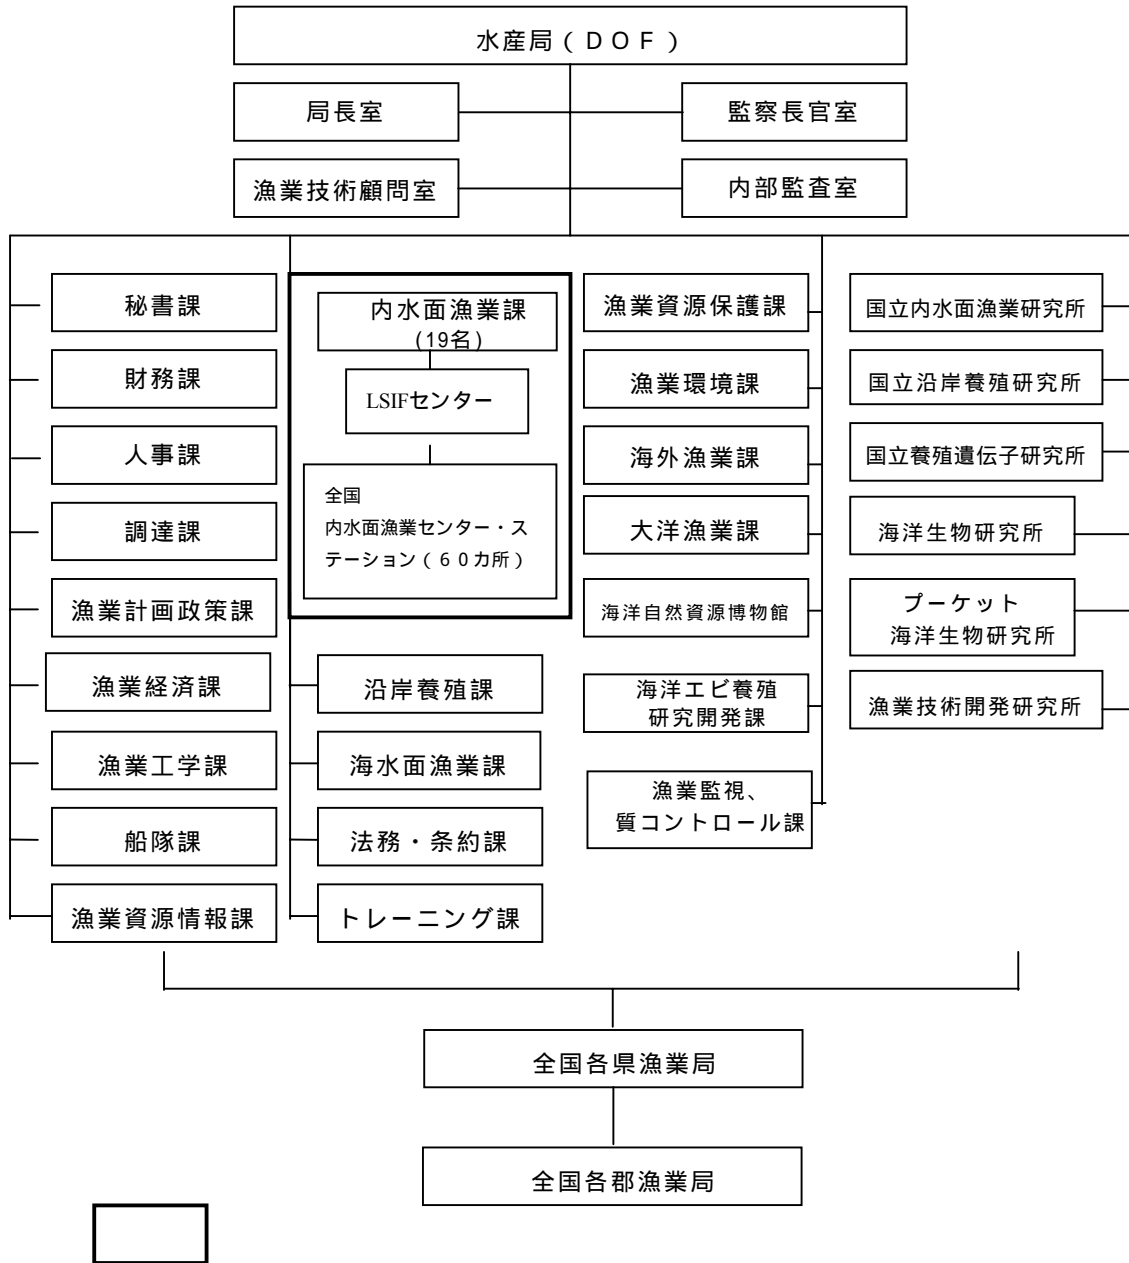 水産局（ＤＯＦ）
局長室
監察長官室
漁業技術顧問室
内部監査室
秘書課
財務課
人事課
調達課
漁業計画政策課
漁業経済課
漁業工学課
船隊課
漁業資源情報課
内水面漁業課
(19名)
LSIFセンター
全国
内水面漁業センター・ス
テーション（６０カ所）
沿岸養殖課
海水面漁業課
法務・条約課
トレーニング課
漁業資源保護課
漁業環境課
海外漁業課
大洋漁業課
海洋自然資源博物館
海洋エビ養殖
研究開発課
漁業監視、
質コントロール課
国立内水面漁業研究所
国立沿岸養殖研究所
国立養殖遺伝子研究所
海洋生物研究所
プーケット
海洋生物研究所
漁業技術開発研究所
全国各県漁業局
全国各郡漁業局